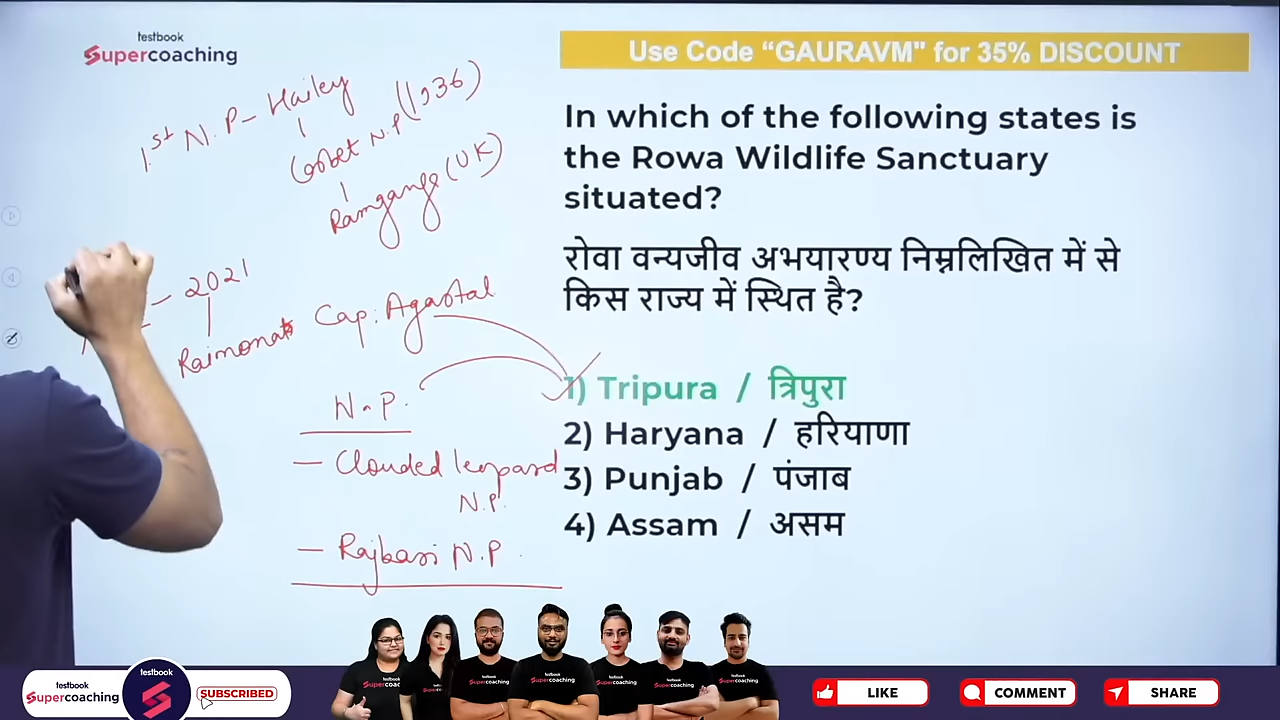 testbook
Supercoaching
Use Code “GAURAVM" for 35% DISCOUNT
1st N.P - Hailey
Corbet N.P (1936)
Ramganga (UK)
- 2021
Raimonat
Cap: Agartal
N.P.
- Clouded leopard
N.P.
- Rajbari N.P.
In which of the following states is
the Rowa Wildlife Sanctuary
situated?
रोवा वन्यजीव अभयारण्य निम्नलिखित में से
किस राज्य में स्थित है?
1) Tripura / त्रिपुरा
2) Haryana / हरियाणा
3) Punjab / पंजाब
4) Assam / असम
testbook
Supercoaching
testbook
SUBSCRIBED
LIKE
COMMENT
SHARE